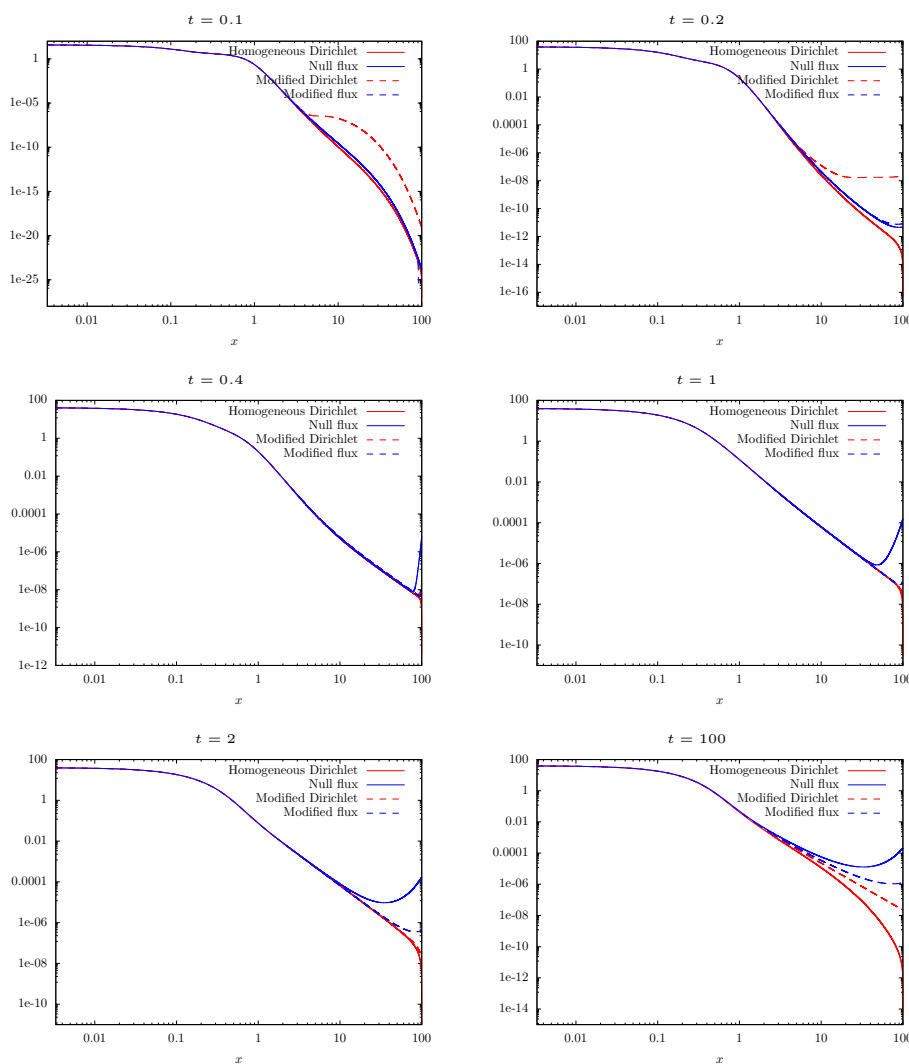 t = 0.1
1
1e-05
1e-10
1e-15
1e-20
1e-25
0.01 0.1 1 10 100
x
Homogeneous Dirichlet
Null flux
Modified Dirichlet
Modified flux
t = 0.2
100
1
0.01
0.0001
1e-06
1e-08
1e-10
1e-12
1e-14
1e-16
0.01 0.1 1 10 100
x
Homogeneous Dirichlet
Null flux
Modified Dirichlet
Modified flux
t = 0.4
100
1
0.01
0.0001
1e-06
1e-08
1e-10
1e-12
0.01 0.1 1 10 100
x
Homogeneous Dirichlet
Null flux
Modified Dirichlet
Modified flux
t = 1
100
1
0.01
0.0001
1e-06
1e-08
1e-10
0.01 0.1 1 10 100
x
Homogeneous Dirichlet
Null flux
Modified Dirichlet
Modified flux
t = 2
100
1
0.01
0.0001
1e-06
1e-08
1e-10
0.01 0.1 1 10 100
x
Homogeneous Dirichlet
Null flux
Modified Dirichlet
Modified flux
t = 100
100
1
0.01
0.0001
1e-06
1e-08
1e-10
1e-12
1e-14
0.01 0.1 1 10 100
x
Homogeneous Dirichlet
Null flux
Modified Dirichlet
Modified flux